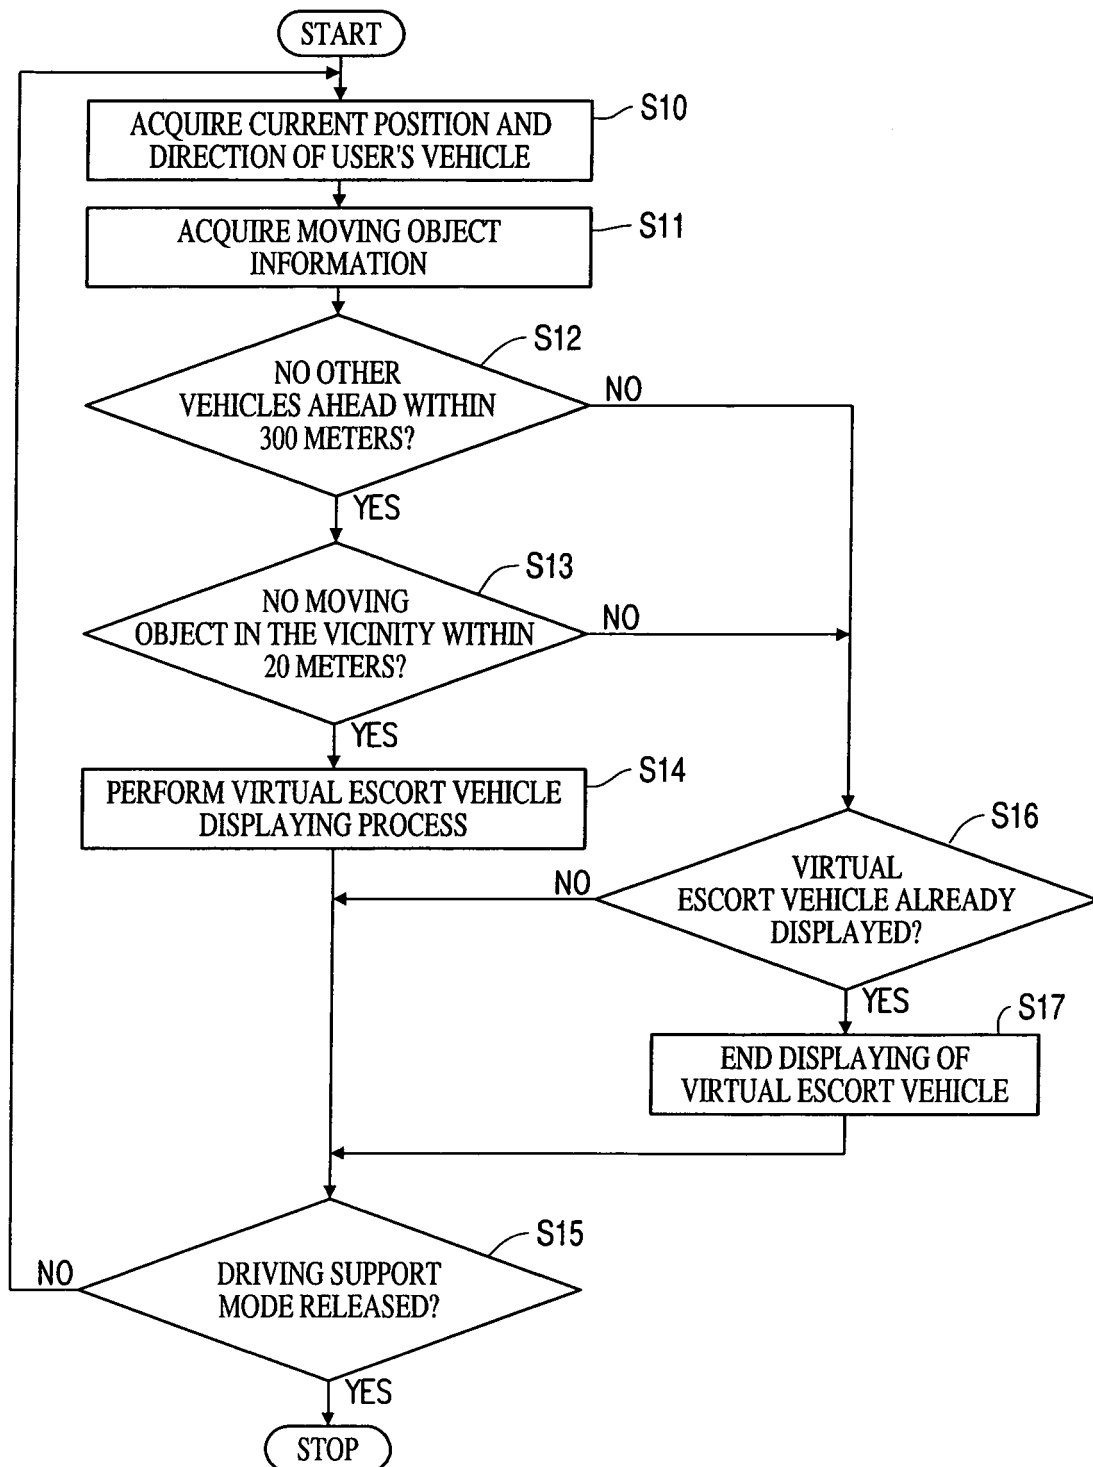 START
S10
ACQUIRE CURRENT POSITION AND
DIRECTION OF USER'S VEHICLE
S11
ACQUIRE MOVING OBJECT
INFORMATION
S12
NO OTHER
VEHICLES AHEAD WITHIN
300 METERS?
NO
YES
S13
NO MOVING
OBJECT IN THE VICINITY WITHIN
20 METERS?
NO
YES
S14
PERFORM VIRTUAL ESCORT VEHICLE
DISPLAYING PROCESS
S16
VIRTUAL
ESCORT VEHICLE ALREADY
DISPLAYED?
NO
YES
S17
END DISPLAYING OF
VIRTUAL ESCORT VEHICLE
S15
DRIVING SUPPORT
MODE RELEASED?
NO
YES
STOP